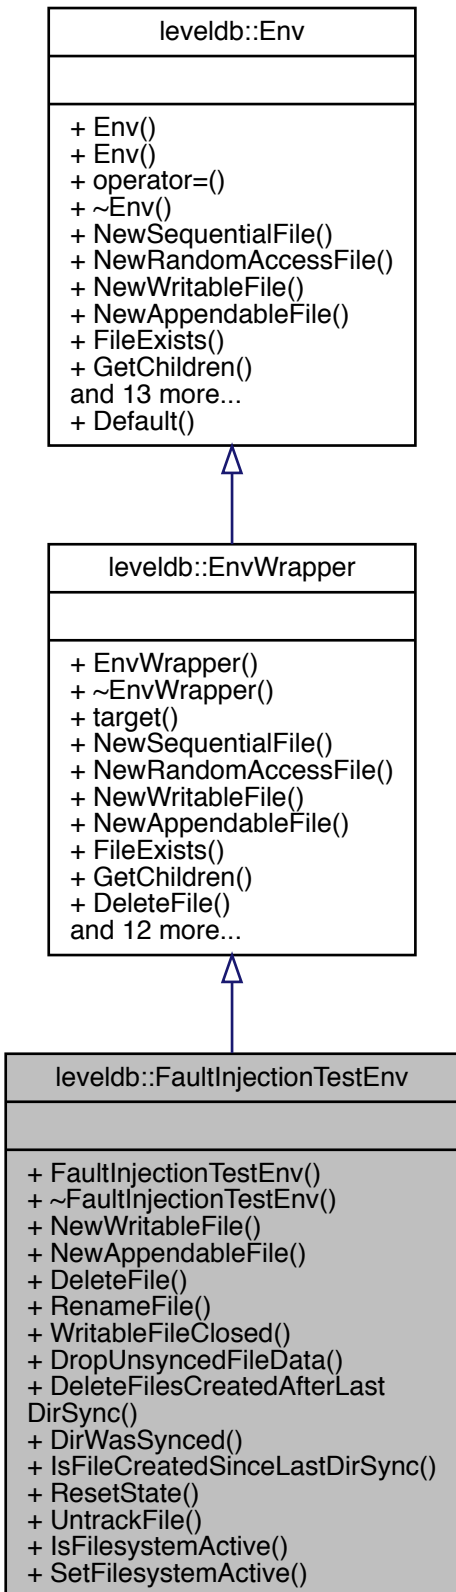 leveldb::Env
+ Env()
+ Env()
+ operator=()
+ ~Env()
+ NewSequentialFile()
+ NewRandomAccessFile()
+ NewWritableFile()
+ NewAppendableFile()
+ FileExists()
+ GetChildren()
and 13 more...
+ Default()
leveldb::EnvWrapper
+ EnvWrapper()
+ ~EnvWrapper()
+ target()
+ NewSequentialFile()
+ NewRandomAccessFile()
+ NewWritableFile()
+ NewAppendableFile()
+ FileExists()
+ GetChildren()
+ DeleteFile()
and 12 more...
leveldb::FaultInjectionTestEnv
+ FaultInjectionTestEnv()
+ ~FaultInjectionTestEnv()
+ NewWritableFile()
+ NewAppendableFile()
+ DeleteFile()
+ RenameFile()
+ WritableFileClosed()
+ DropUnsyncedFileData()
+ DeleteFilesCreatedAfterLast
DirSync()
+ DirWasSynced()
+ IsFileCreatedSinceLastDirSync()
+ ResetState()
+ UntrackFile()
+ IsFilesystemActive()
+ SetFilesystemActive()